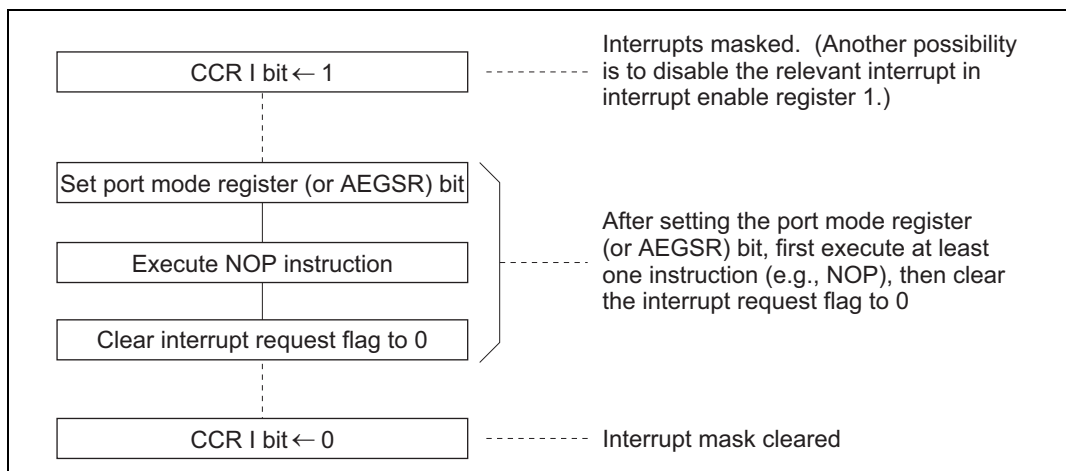 CCR I bit ← 1
Interrupts masked. (Another possibility
is to disable the relevant interrupt in
interrupt enable register 1.)
Set port mode register (or AEGSR) bit
Execute NOP instruction
Clear interrupt request flag to 0
After setting the port mode register
(or AEGSR) bit, first execute at least
one instruction (e.g., NOP), then clear
the interrupt request flag to 0
CCR I bit ← 0
Interrupt mask cleared